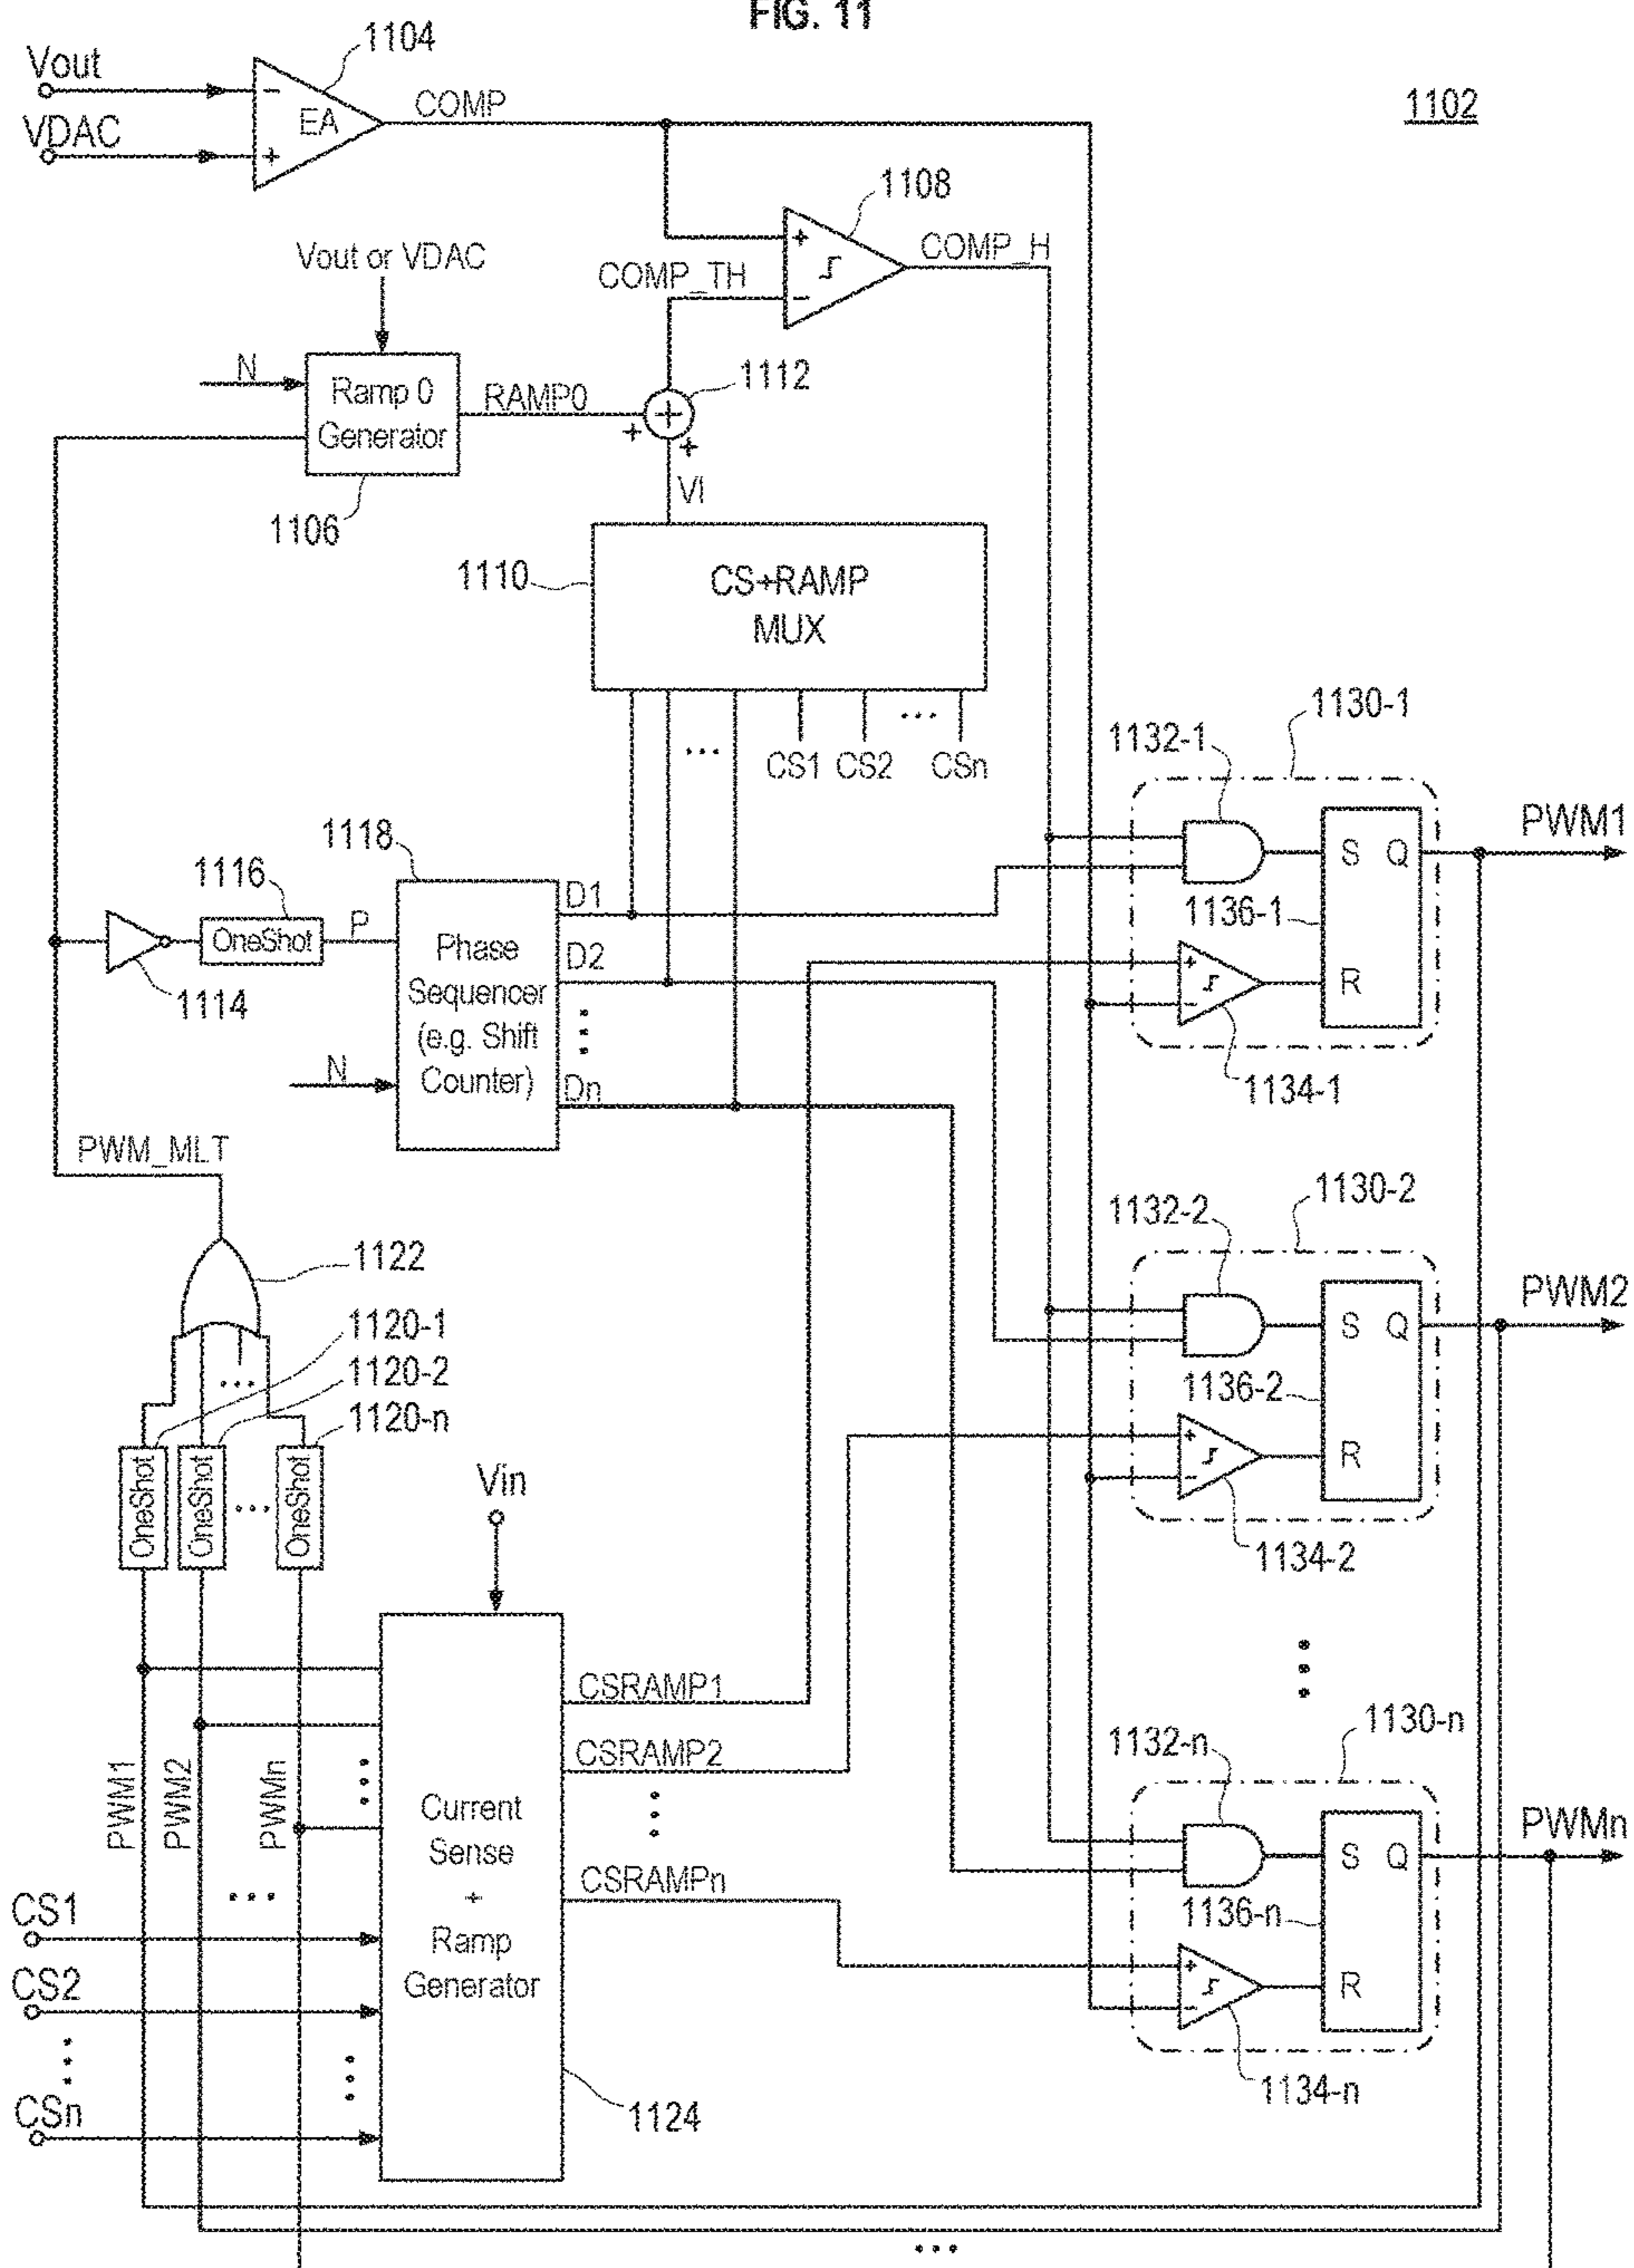 FIG. 11
1102
Vout
VDAC
1104
EA
COMP
1108
COMP_H
COMP_TH
Vout or VDAC
N
Ramp 0
Generator
RAMP0
1112
1106
VI
1110
CS+RAMP
MUX
CS1 CS2 CSn
1118
1116
OneShot
P
1114
Phase
Sequencer
(e.g. Shift
Counter)
N
D1
D2
Dn
PWM_MLT
1130-1
1132-1
S Q
PWM1
1136-1
R
1134-1
1130-2
1132-2
S Q
PWM2
1136-2
R
1134-2
1122
1120-1
1120-2
1120-n
OneShot
OneShot
OneShot
Vin
PWM1
PWM2
PWMn
CS1
CS2
CSn
Current
Sense
+
Ramp
Generator
1124
CSRAMP1
CSRAMP2
CSRAMPn
1130-n
1132-n
S Q
PWMn
1136-n
R
1134-n